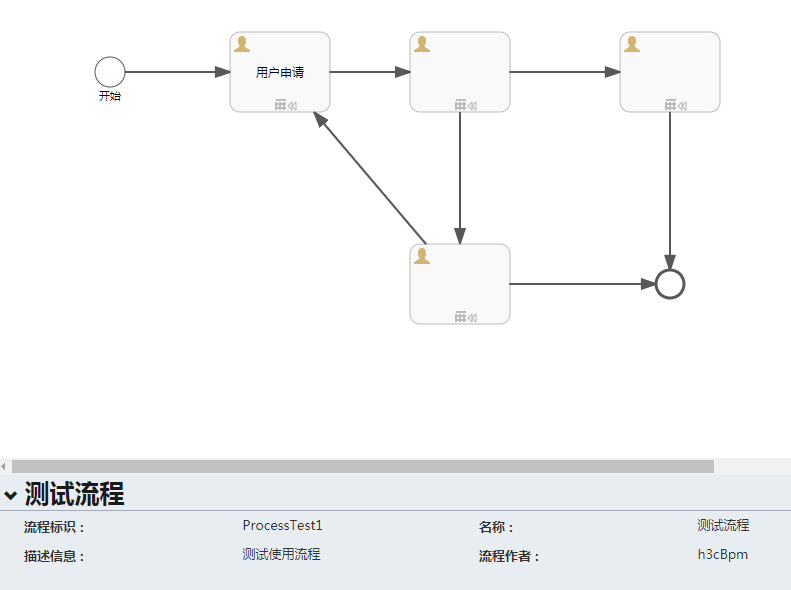 用户申请
开始
测试流程
流程标识：
ProcessTest1
名称：
测试流程
描述信息：
测试使用流程
流程作者：
h3cBpm